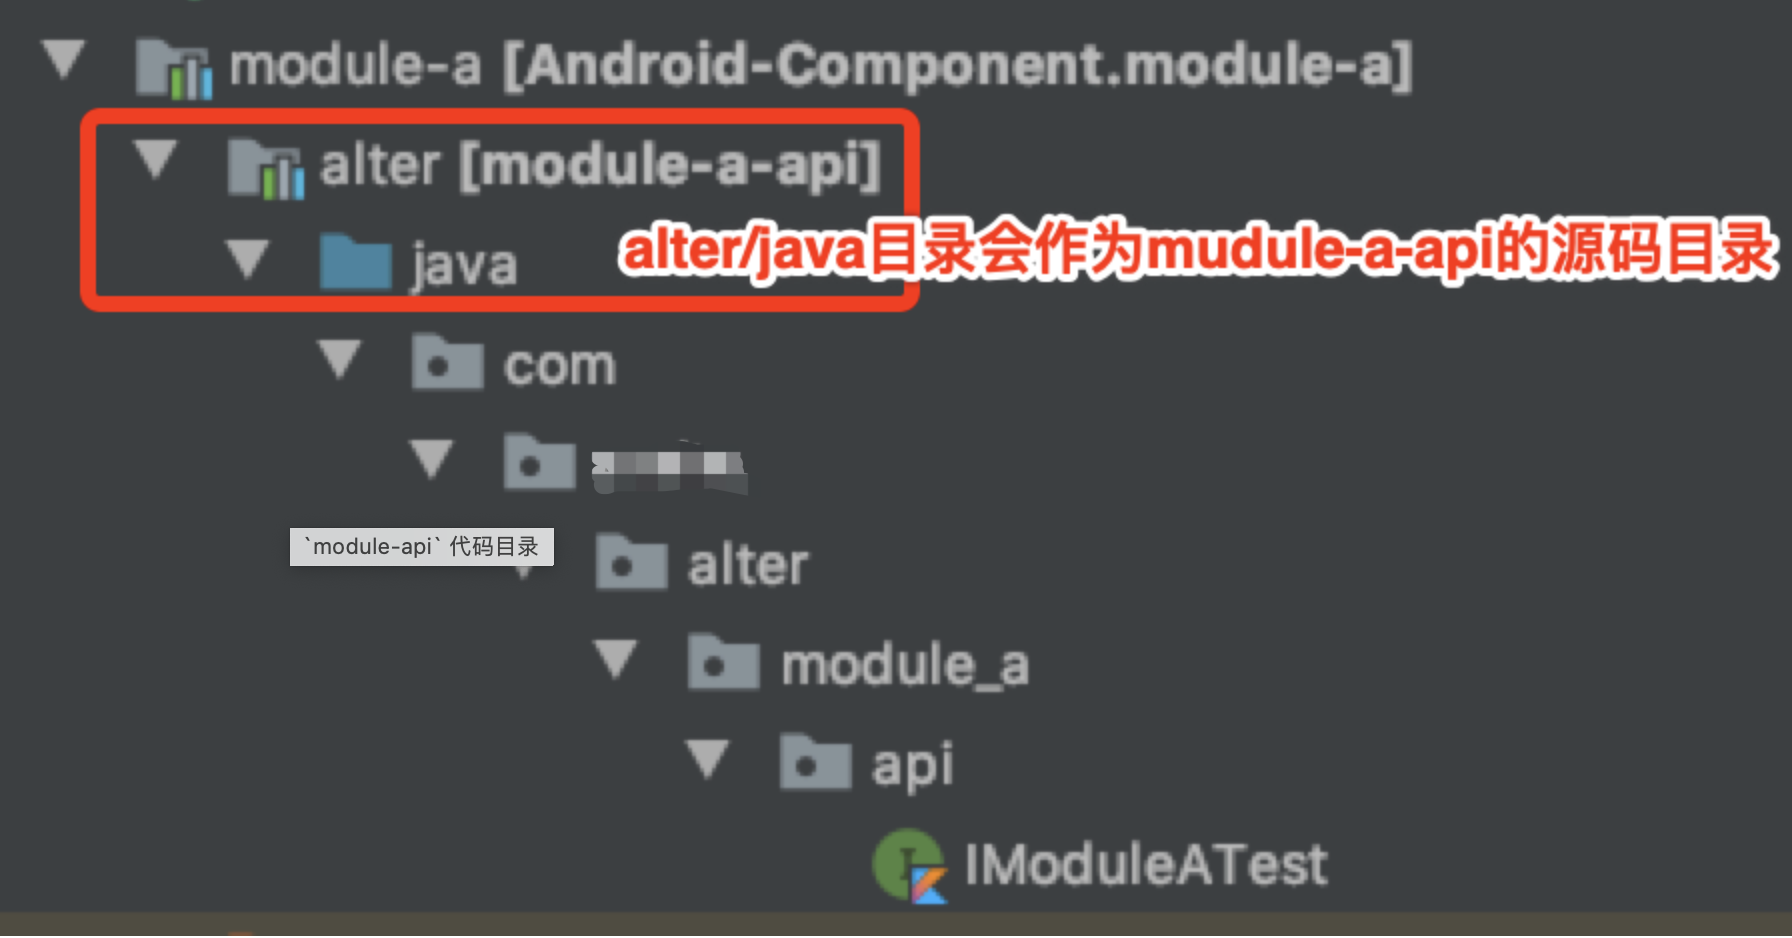 module-a [Android-Component.module-a]
alter [module-a-api]
java
alter/java目录会作为mudule-a-api的源码目录
com
`module-api` 代码目录
alter
module_a
api
IModuleATest